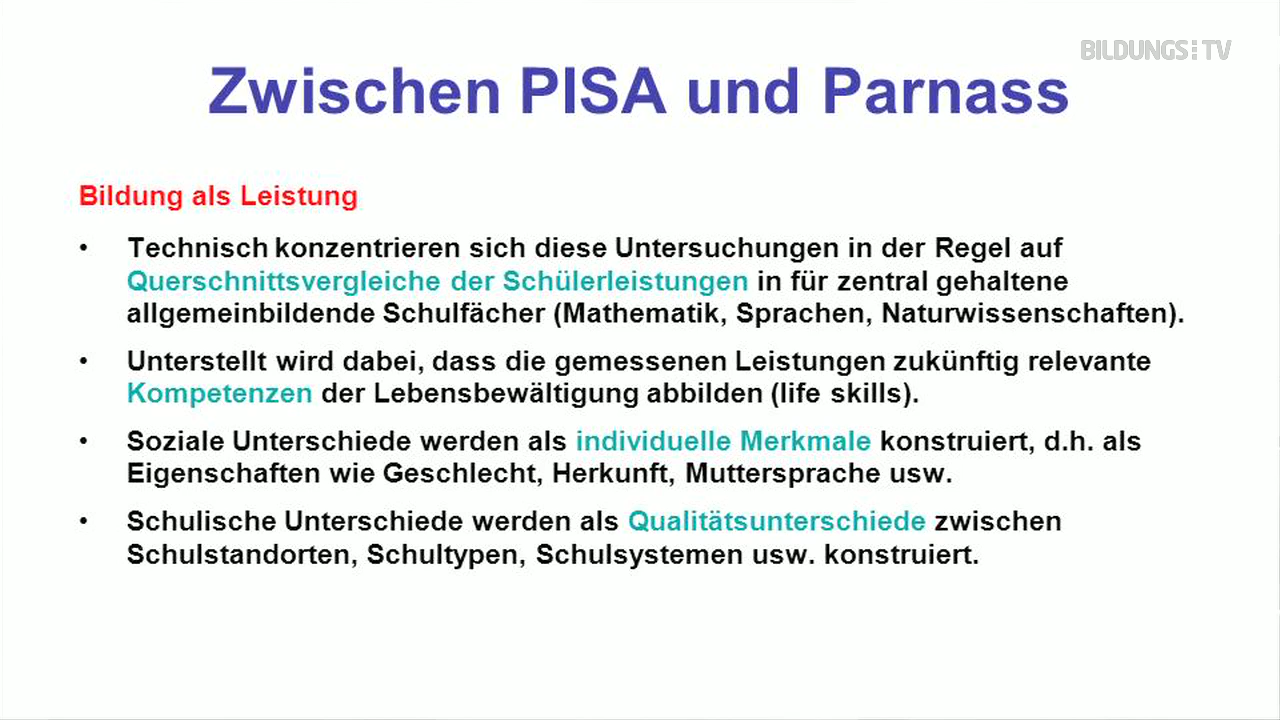 BILDUNGS:TV
Zwischen PISA und Parnass
Bildung als Leistung
• Technisch konzentrieren sich diese Untersuchungen in der Regel auf
Querschnittsvergleiche der Schülerleistungen in für zentral gehaltene
allgemeinbildende Schulfächer (Mathematik, Sprachen, Naturwissenschaften).
• Unterstellt wird dabei, dass die gemessenen Leistungen zukünftig relevante
Kompetenzen der Lebensbewältigung abbilden (life skills).
• Soziale Unterschiede werden als individuelle Merkmale konstruiert, d.h. als
Eigenschaften wie Geschlecht, Herkunft, Muttersprache usw.
• Schulische Unterschiede werden als Qualitätsunterschiede zwischen
Schulstandorten, Schultypen, Schulsystemen usw. konstruiert.